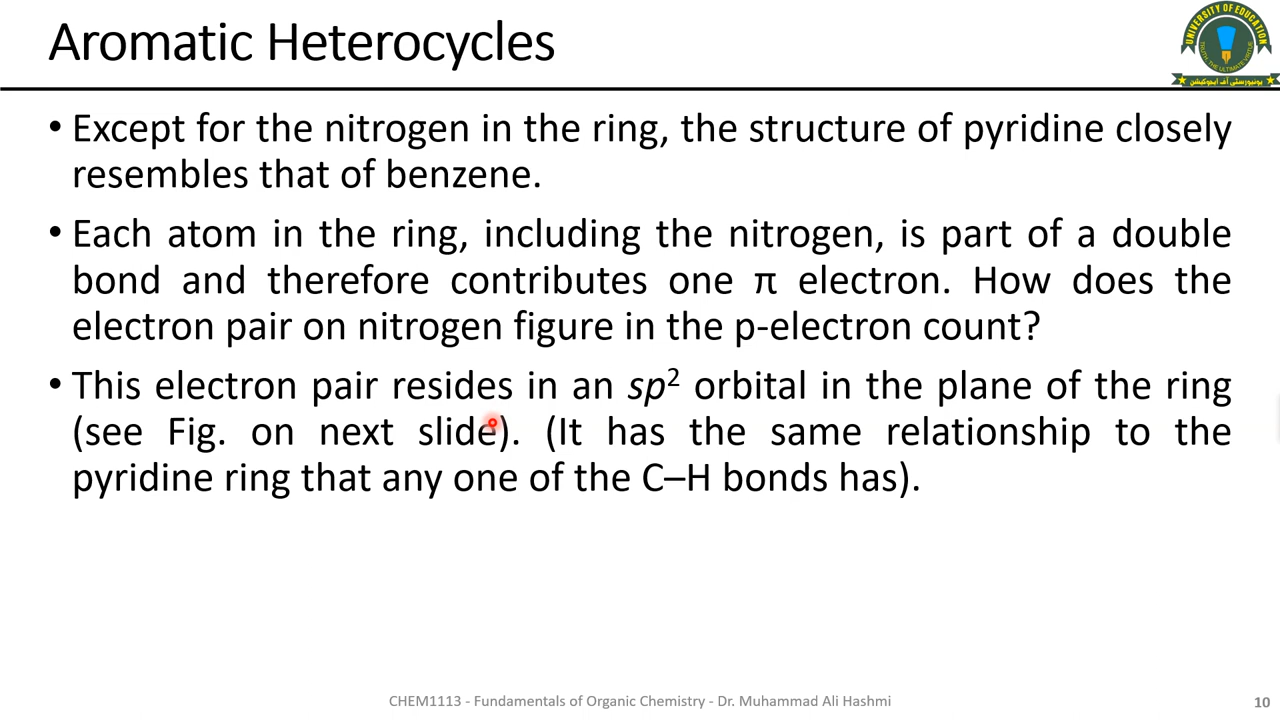 Aromatic Heterocycles
UNIVERSITY OF EDUCATION
• Except for the nitrogen in the ring, the structure of pyridine closely
resembles that of benzene.
• Each atom in the ring, including the nitrogen, is part of a double
bond and therefore contributes one π electron. How does the
electron pair on nitrogen figure in the p-electron count?
• This electron pair resides in an sp² orbital in the plane of the ring
(see Fig. on next slide). (It has the same relationship to the
pyridine ring that any one of the C–H bonds has).
CHEM1113 - Fundamentals of Organic Chemistry - Dr. Muhammad Ali Hashmi
10